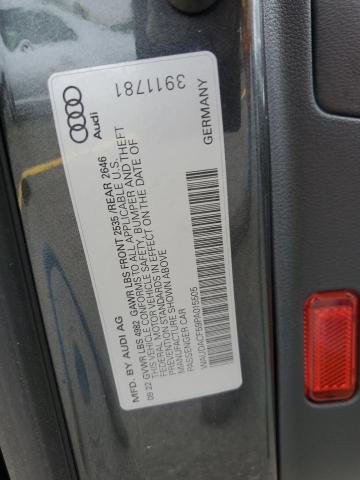 Audi
3911781
MFD. BY AUDI AG
GERMANY
09 22 GVWR LBS 4982 GAWR LBS FRONT 2535 /REAR 2646
THIS VEHICLE CONFORMS TO ALL APPLICABLE U.S.
FEDERAL MOTOR VEHICLE SAFETY, BUMPER AND THEFT
PREVENTION STANDARDS IN EFFECT ON THE DATE OF
MANUFACTURE SHOWN ABOVE.
PASSENGER CAR